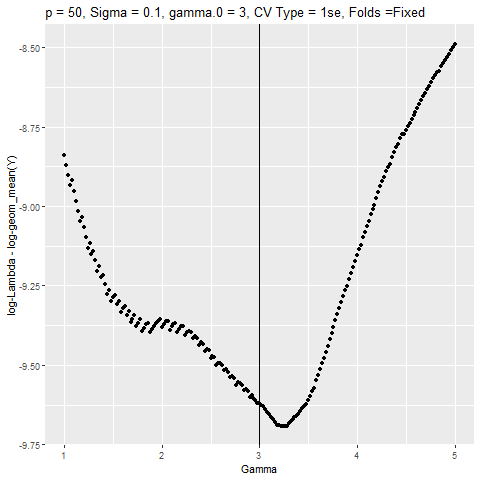 p = 50, Sigma = 0.1, gamma.0 = 3, CV Type = 1se, Folds =Fixed
log-Lambda - log-geom_mean(Y)
-8.50
-8.75
-9.00
-9.25
-9.50
-9.75
1 2 3 4 5
Gamma